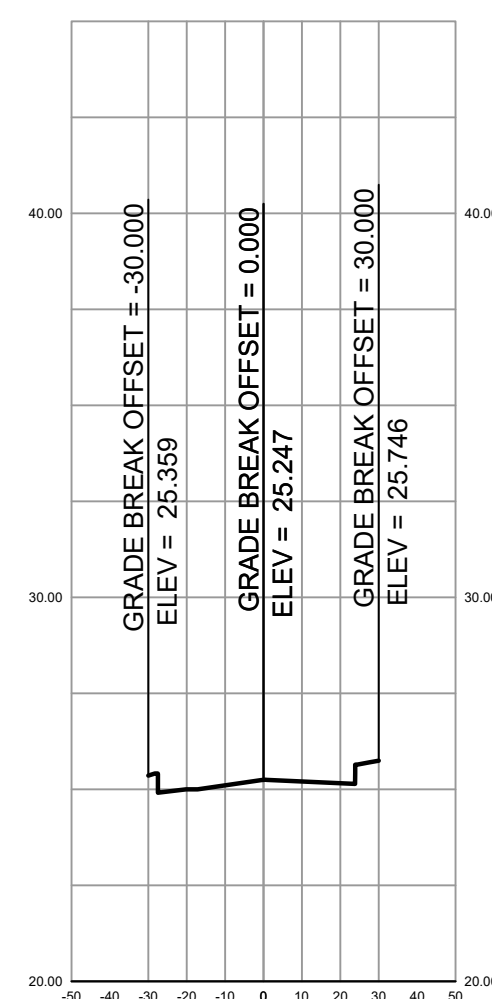 40.00
40.00
GRADE BREAK OFFSET = -30.000
ELEV = 25.359
GRADE BREAK OFFSET = 0.000
ELEV = 25.247
GRADE BREAK OFFSET = 30.000
ELEV = 25.746
30.00
30.00
20.00
20.00
-50 -40 -30 -20 -10 0 10 20 30 40 50